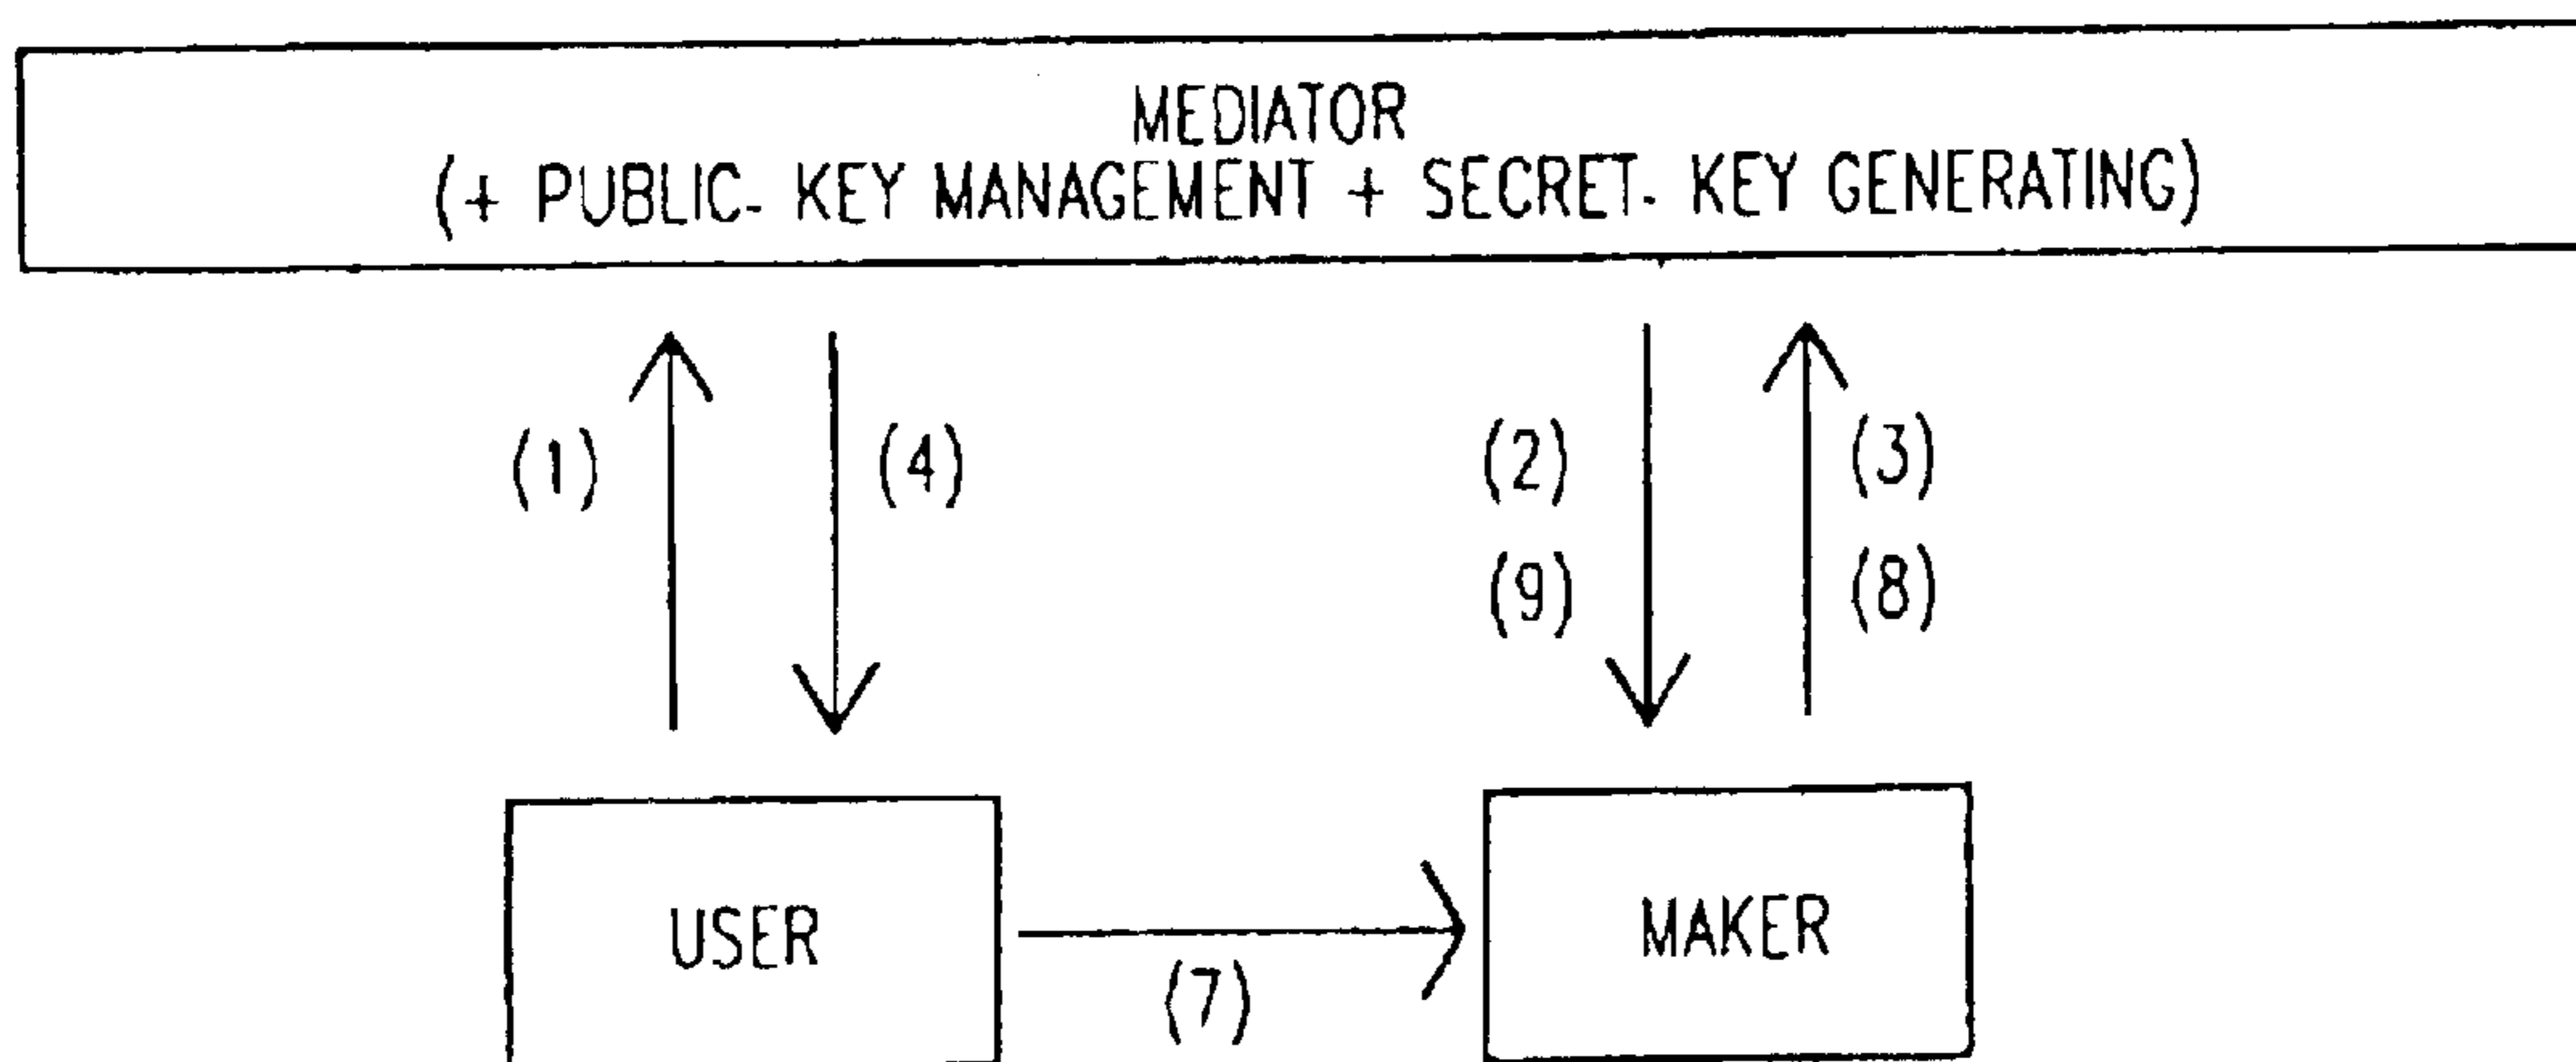 MEDIATOR
(+ PUBLIC- KEY MANAGEMENT + SECRET- KEY GENERATING)
(1)
(4)
(2)
(3)
(9)
(8)
USER
MAKER
(7)